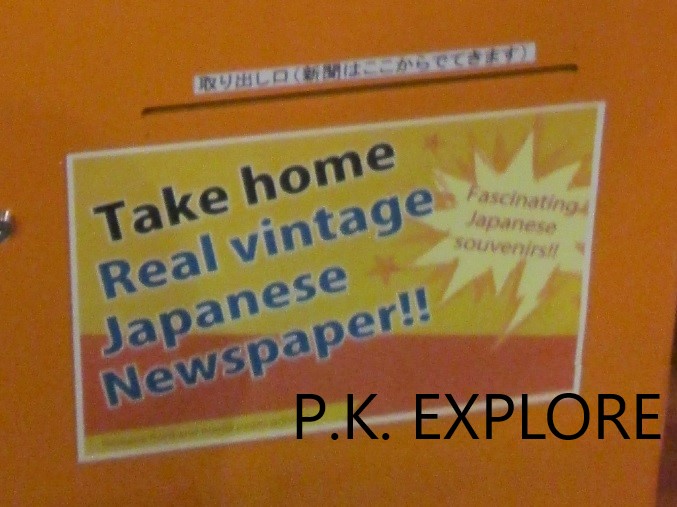 取り出し口(新聞はここからでてきます)
Take home
Real vintage
Japanese
Newspaper!!
Fascinating
Japanese
souvenirs!!
P.K. EXPLORE